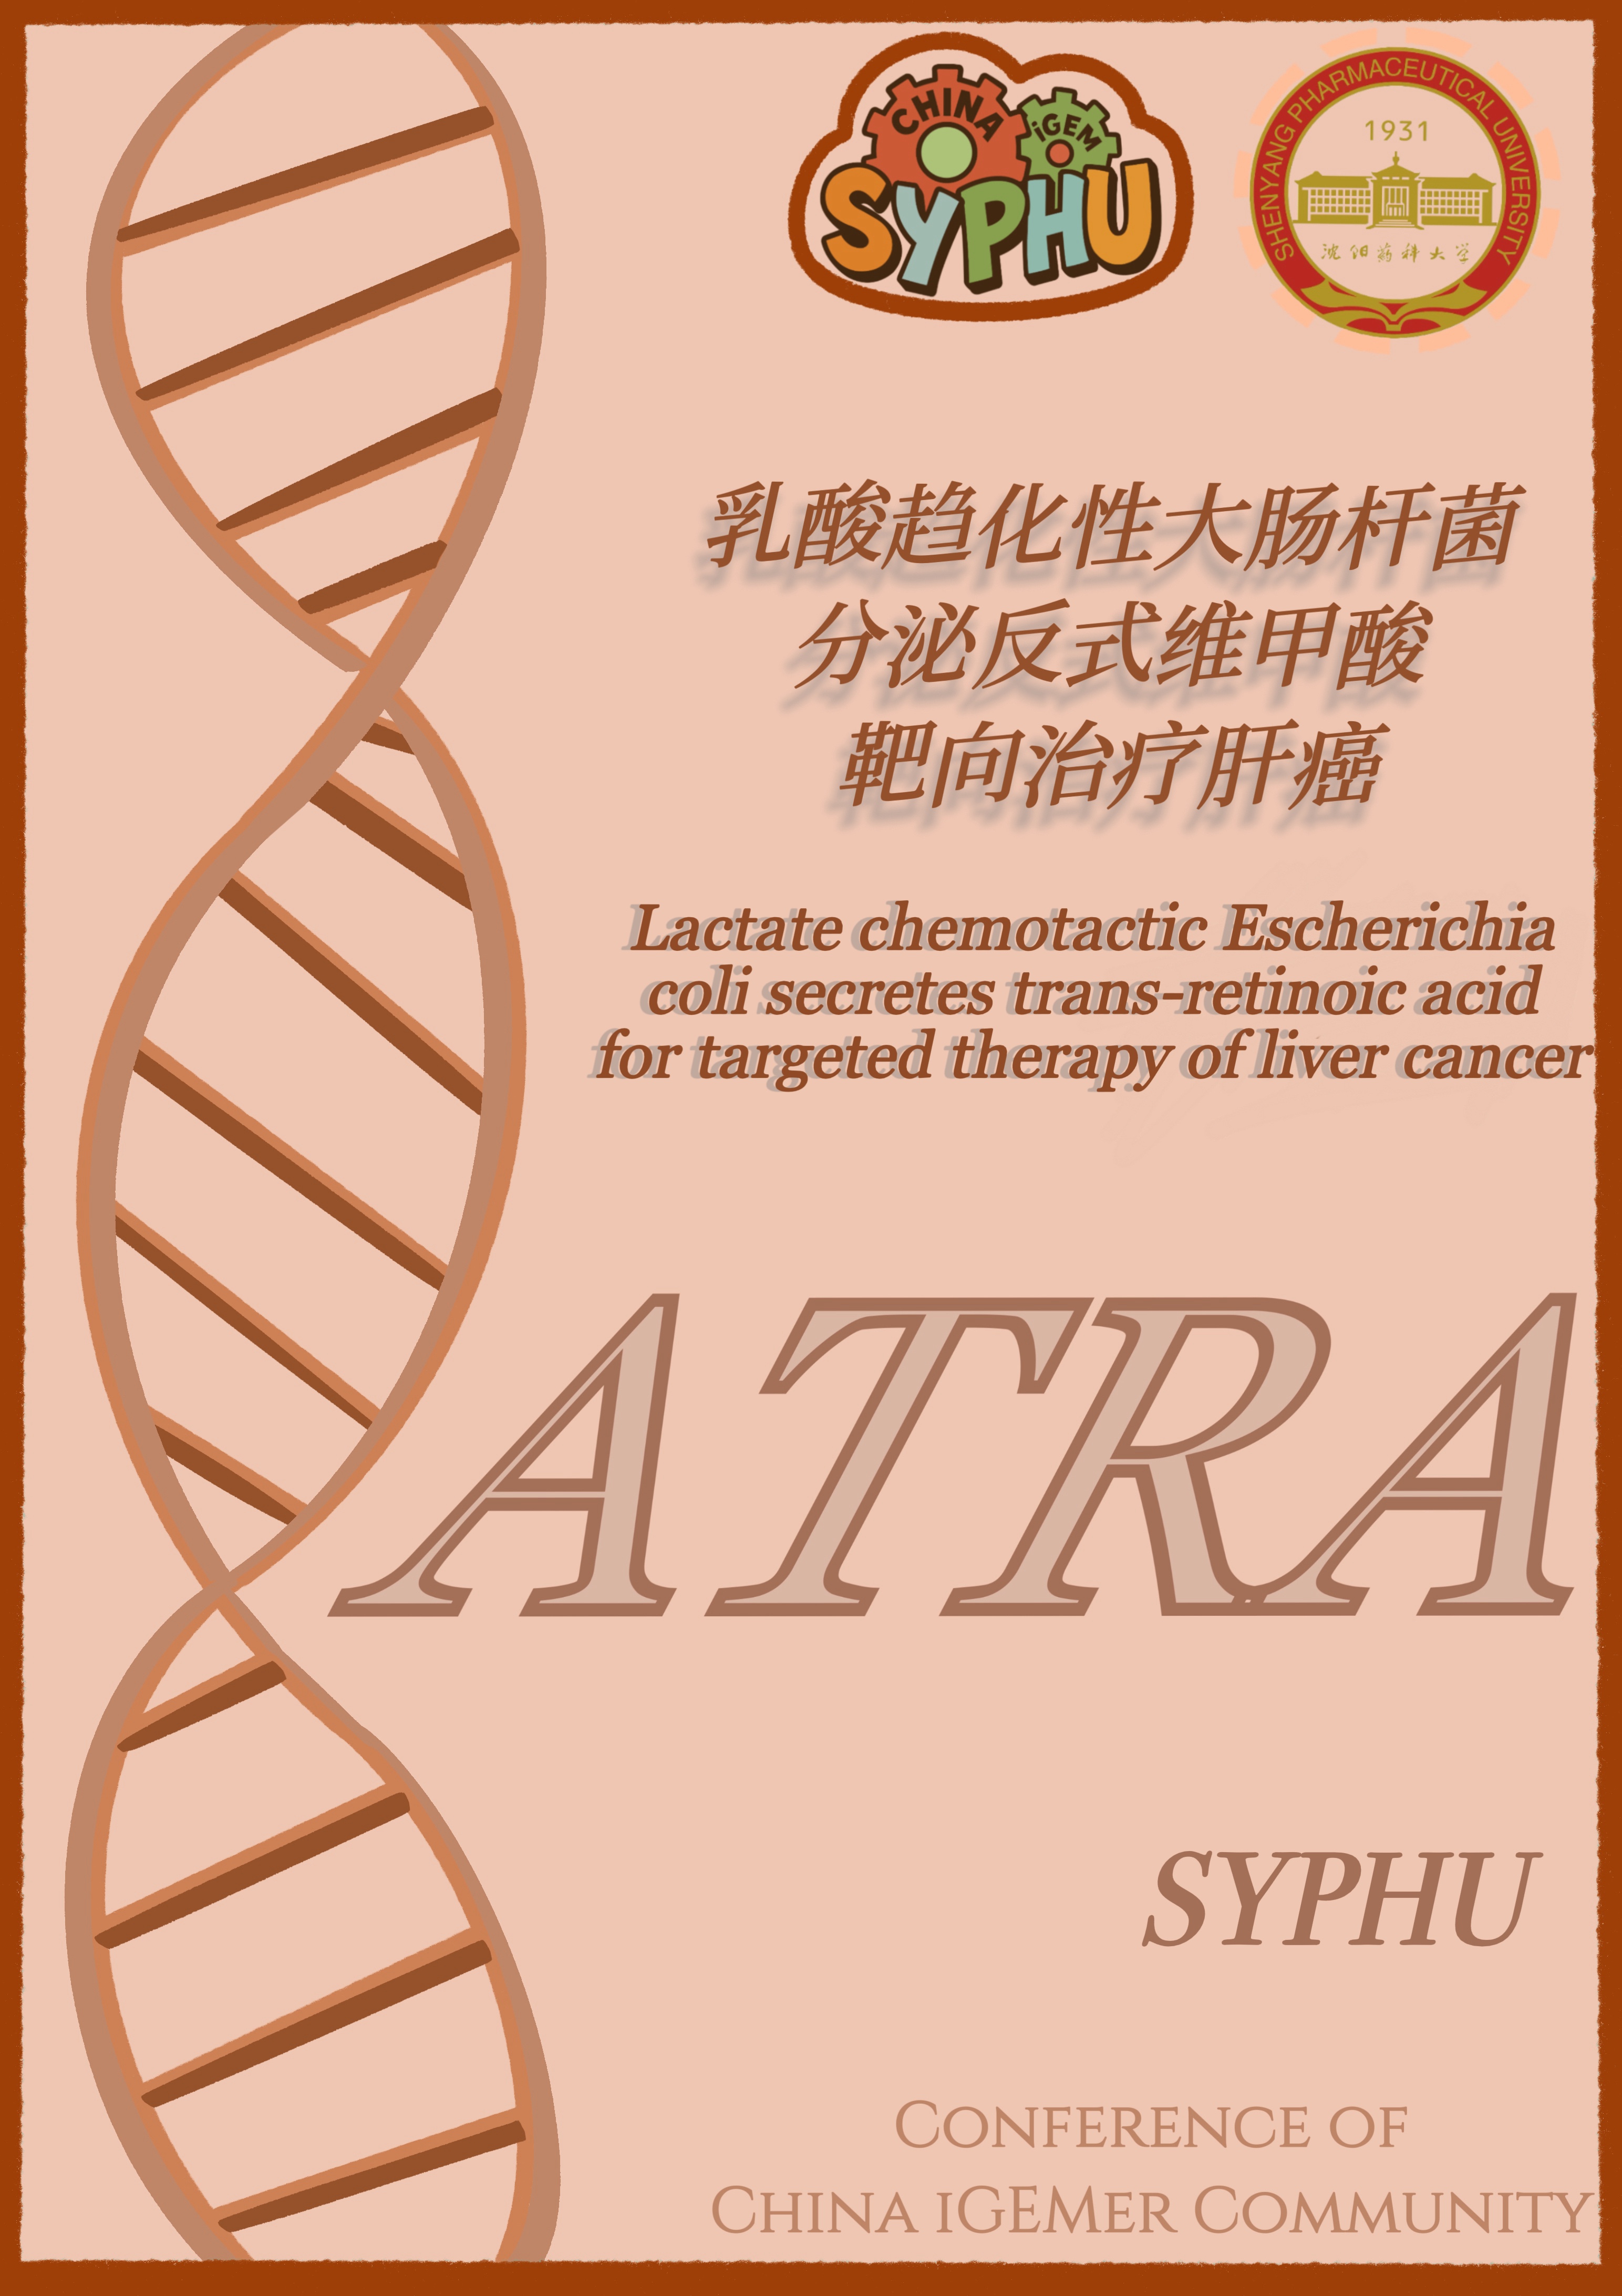 CHINA
iGEM
SYPHU
SHENYANG PHARMACEUTICAL UNIVERSITY
1931
沈阳药科大学
乳酸趋化性大肠杆菌
分泌反式维甲酸
靶向治疗肝癌
Lactate chemotactic Escherichia
coli secretes trans-retinoic acid
for targeted therapy of liver cancer
ATRA
SYPHU
Conference of
China iGEMer Community